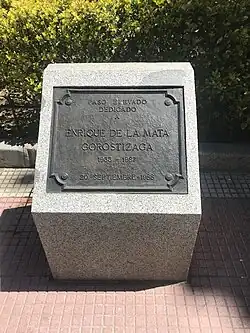 PASO ELEVADO
DEDICADO
A
ENRIQUE DE LA MATA
GOROSTIZAGA
1933 - 1987
20 SEPTIEMBRE 1988